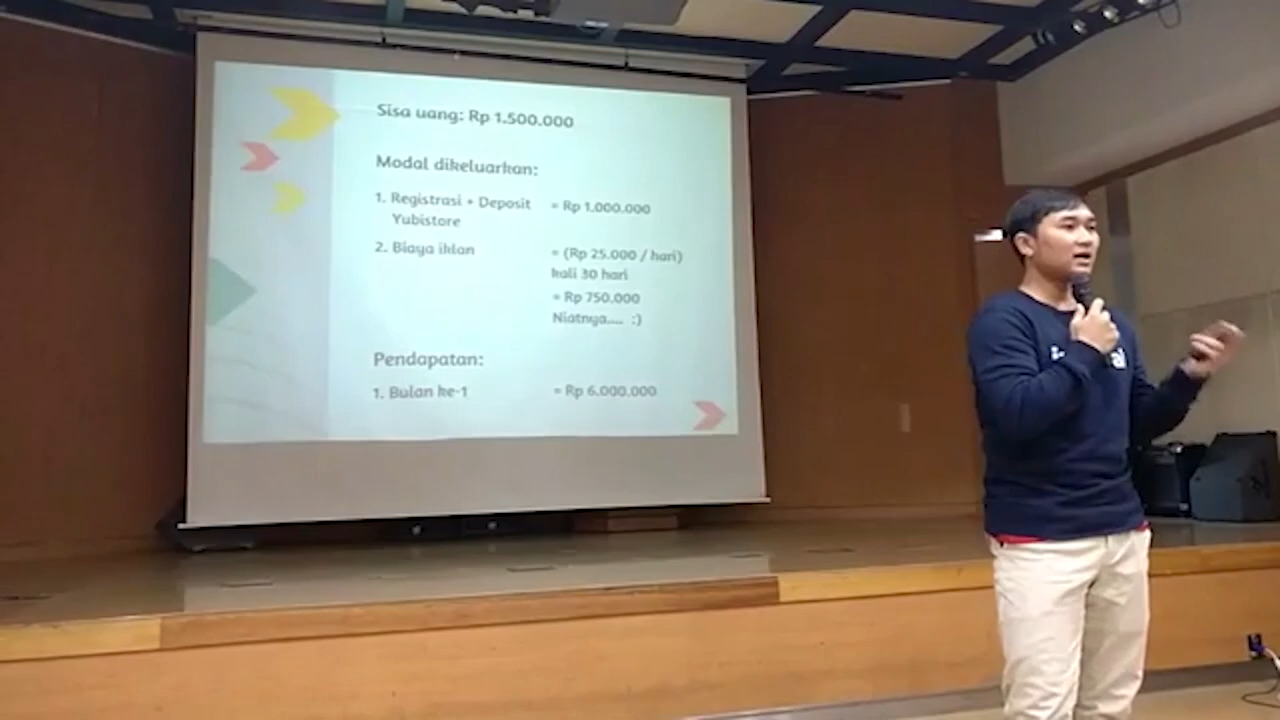 Sisa uang: Rp 1.500.000
Modal dikeluarkan:
1. Registrasi + Deposit = Rp 1.000.000
Yubistore
2. Biaya iklan = (Rp 25.000 / hari)
kali 30 hari
= Rp 750.000
Niatnya.... :)
Pendapatan:
1. Bulan ke-1 = Rp 6.000.000